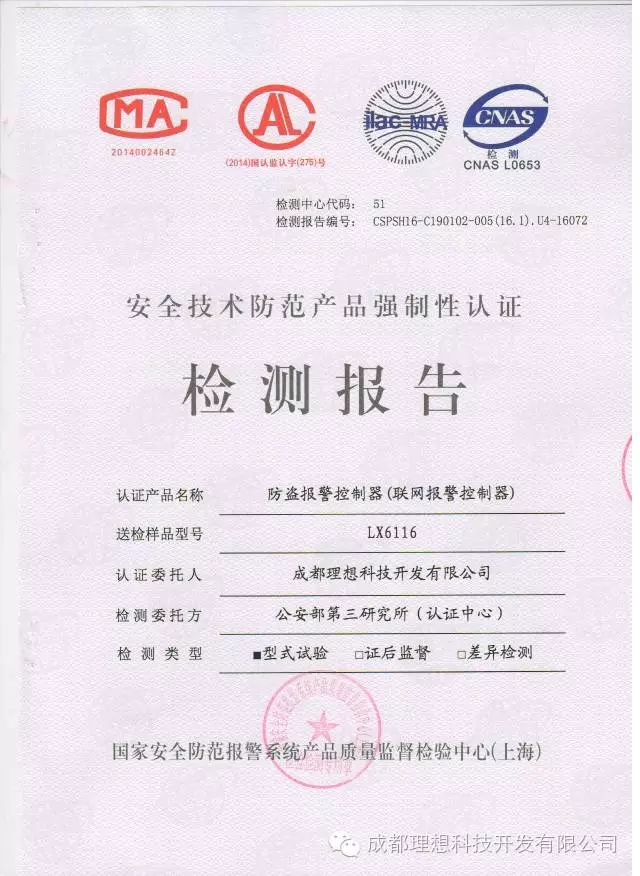 MA
2014002464Z
AL
(2014)国认监认字(275)号
ilac-MRA
CNAS
检 测
CNAS L0653
检测中心代码: 51
检测报告编号: CSPSH16-C190102-005(16.1).U4-16072
安全技术防范产品强制性认证
检测报告
认证产品名称 防盗报警控制器(联网报警控制器)
送检样品型号 LX6116
认证委托人 成都理想科技开发有限公司
检测委托方 公安部第三研究所(认证中心)
检测类型 ■型式试验 □证后监督 □差异检测
国家安全防范报警系统产品质量监督检验中心(上海)
成都理想科技开发有限公司